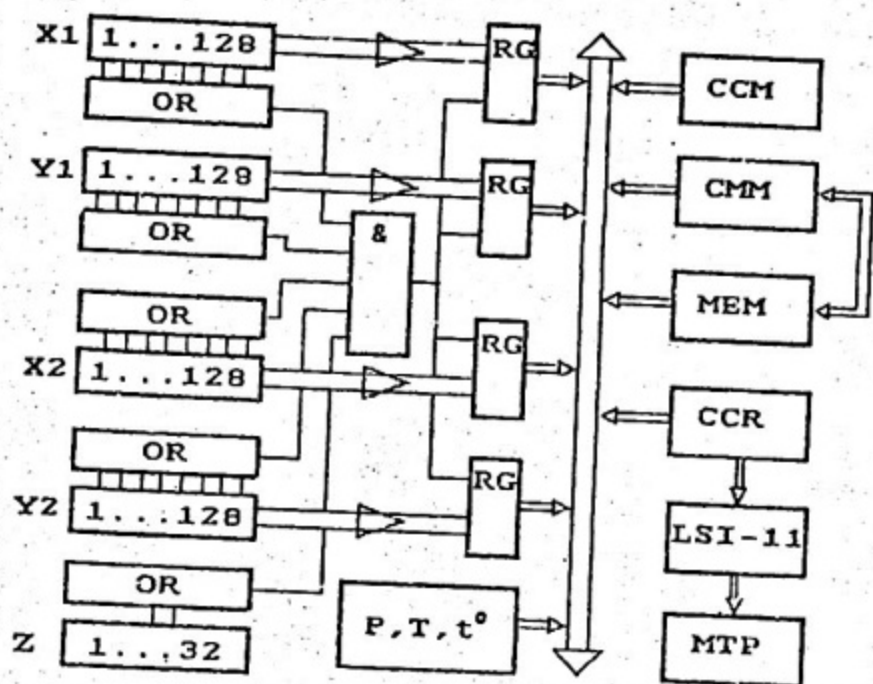 X1 1...128 RG
OR CCM
Y1 1...128 RG CMM
OR &
OR MEM
X2 1...128 RG
OR CCR
Y2 1...128 RG LSI-11
OR P,T,t°
Z 1...32 MTP